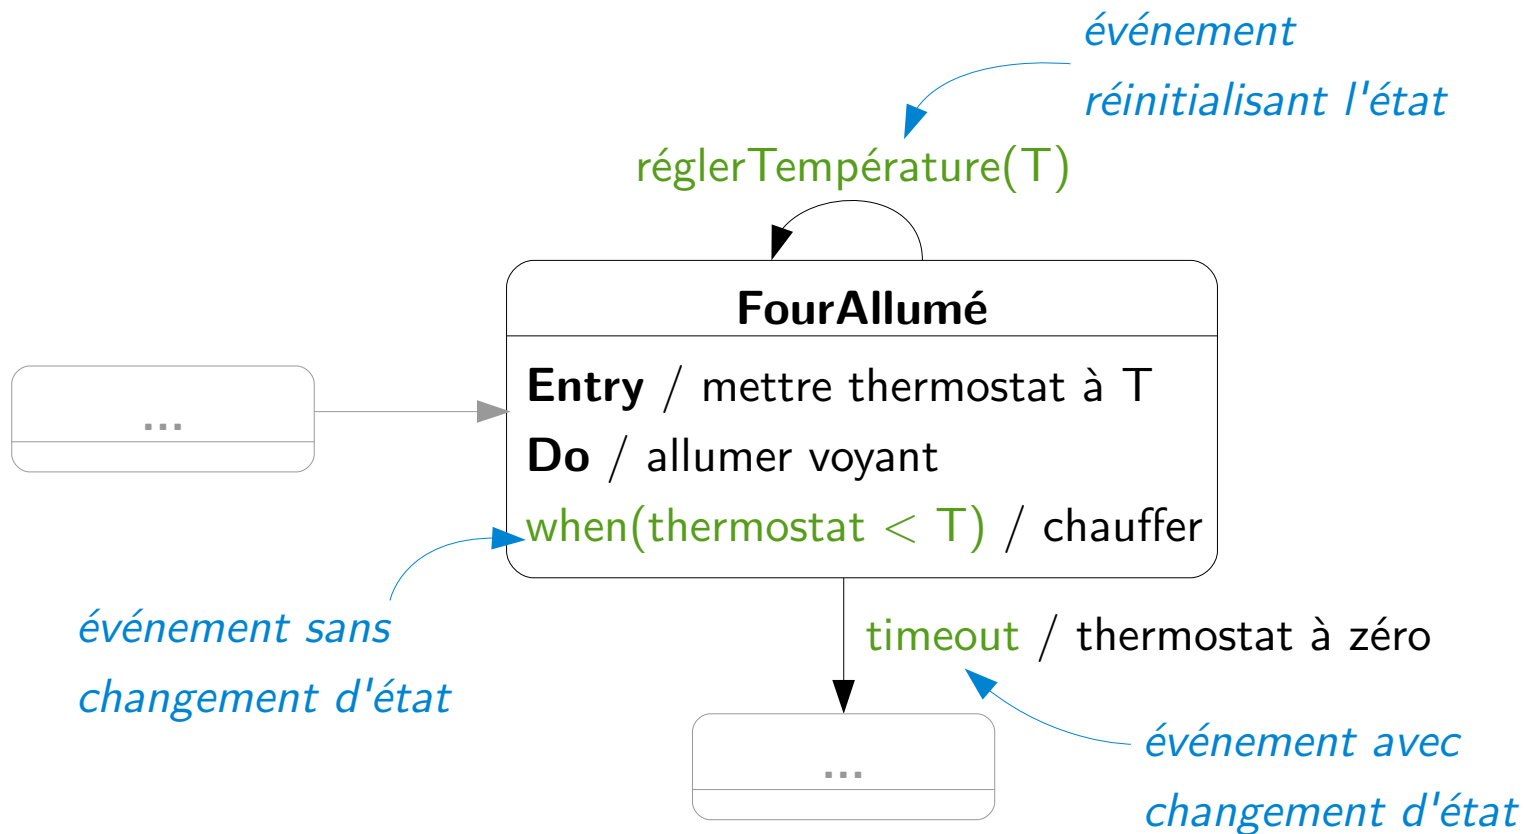 événement
réinitialisant l'état
réglerTempérature(T)
FourAllumé
Entry / mettre thermostat à T
...
Do / allumer voyant
when(thermostat < T) / chauffer
événement sans
changement d'état
timeout / thermostat à zéro
...
événement avec
changement d'état